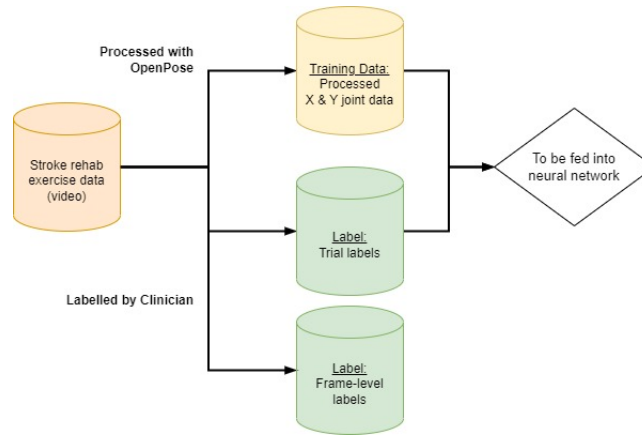 Processed with
OpenPose
Training Data:
Processed
X & Y joint data
Stroke rehab
exercise data
(video)
To be fed into
neural network
Label:
Trial labels
Labelled by Clinician
Label:
Frame-level
labels